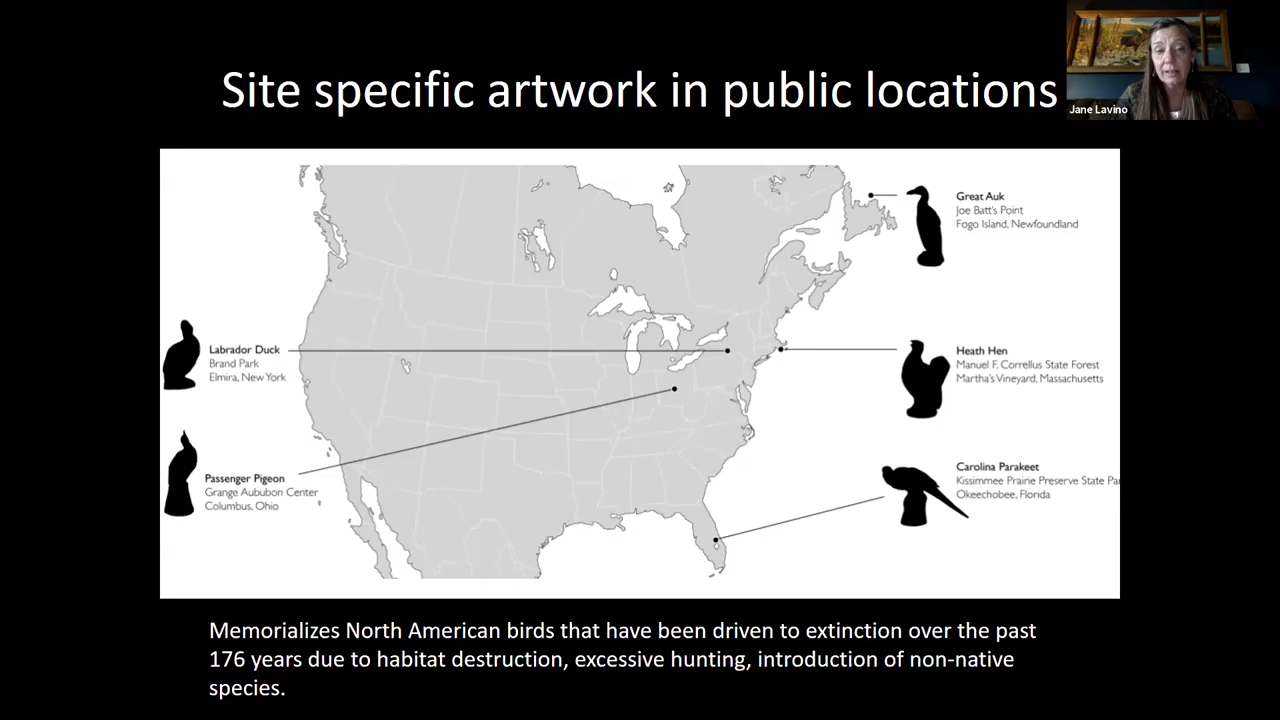 Site specific artwork in public locations
Jane Lavino
Great Auk
Joe Batt's Point
Fogo Island, Newfoundland
Labrador Duck
Brand Park
Elmira, New York
Heath Hen
Manuel F. Correllus State Forest
Martha's Vineyard, Massachusetts
Passenger Pigeon
Grange Aububon Center
Columbus, Ohio
Carolina Parakeet
Kissimmee Prairie Preserve State Par
Okeechobee, Florida
Memorializes North American birds that have been driven to extinction over the past
176 years due to habitat destruction, excessive hunting, introduction of non-native
species.